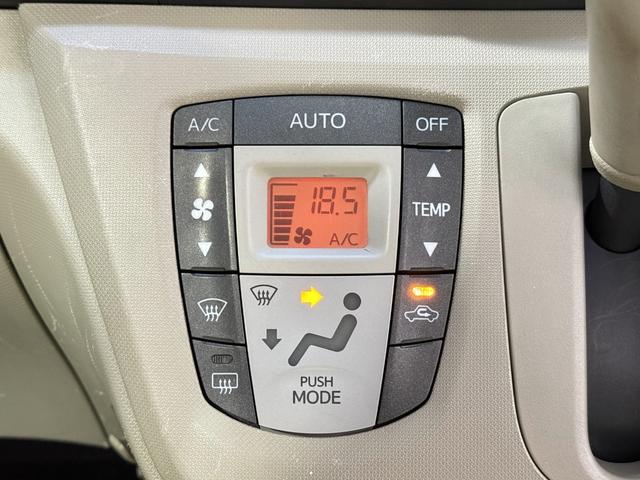 A/C AUTO OFF
18.5
TEMP
A/C
PUSH
MODE